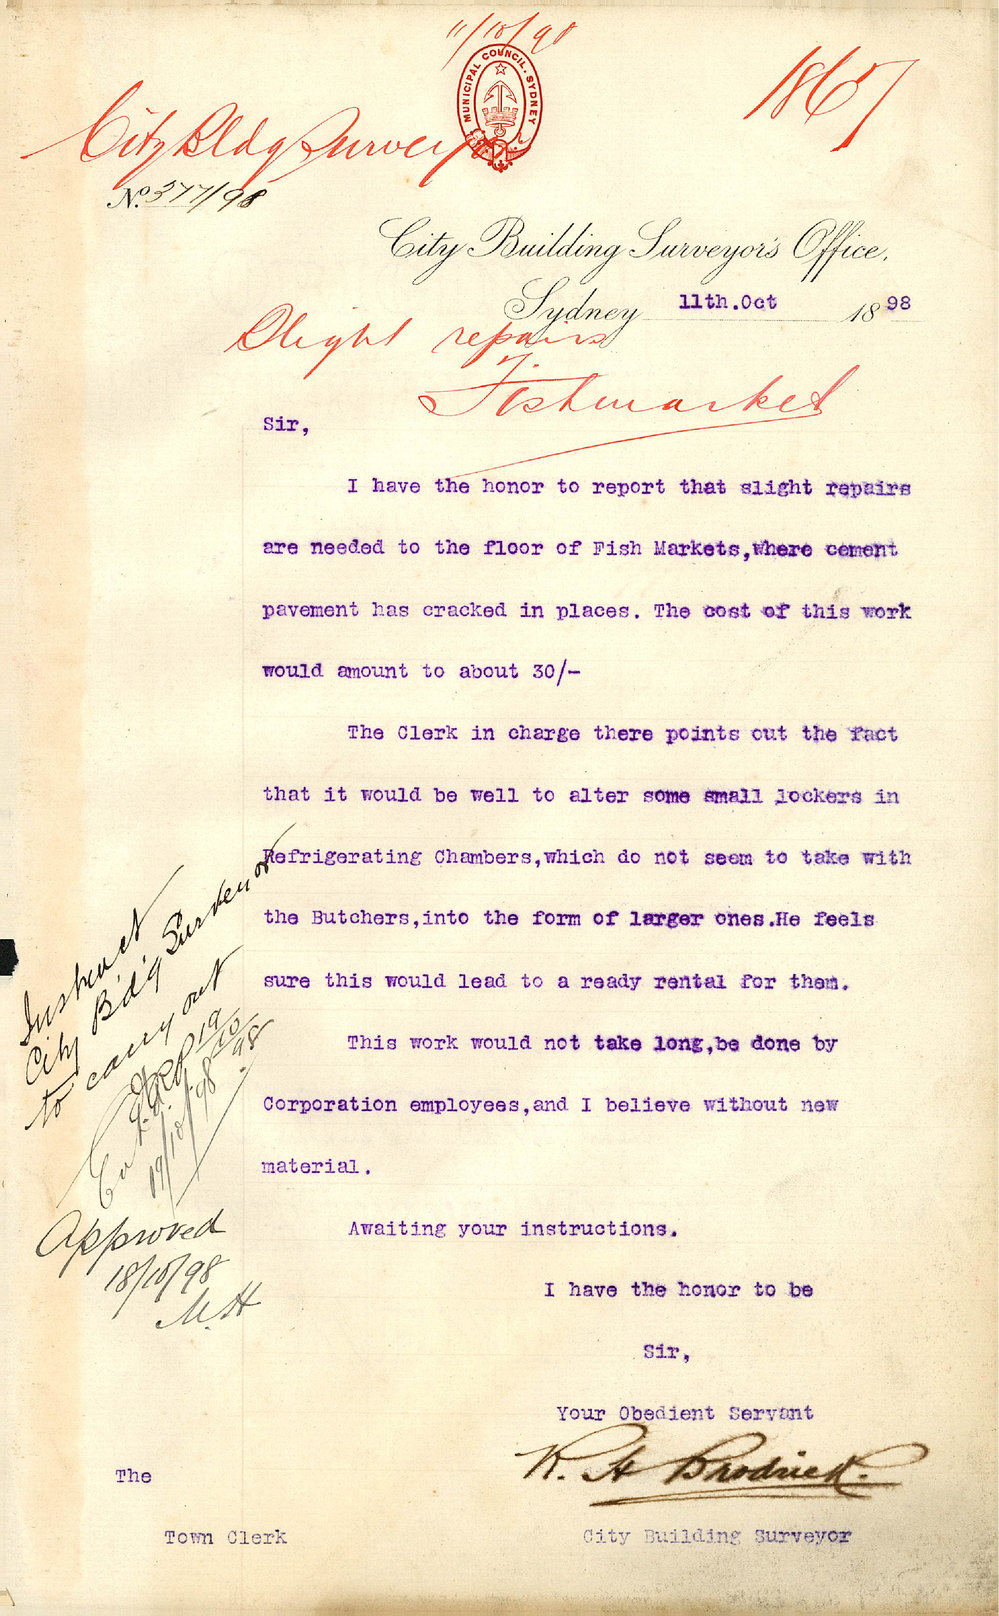 11/10/98
MUNICIPAL COUNCIL. SYDNEY
1867
City Bldg Surveyor
No. 377/98
City Building Surveyor's Office.
Sydney 11th.Oct 1898
Slight repairs
Fishmarket
Sir,
I have the honor to report that slight repairs
are needed to the floor of Fish Markets,where cement
pavement has cracked in places. The cost of this work
would amount to about 30/-
The Clerk in charge there points out the fact
that it would be well to alter some small lockers in
Refrigerating Chambers,which do not seem to take with
the Butchers,into the form of larger ones.He feels
sure this would lead to a ready rental for them.
This work would not take long,be done by
Corporation employees,and I believe without new
material.
Awaiting your instructions.
I have the honor to be
Sir,
Your Obedient Servant
The
Town Clerk
City Building Surveyor
Instruct
City B'd'g Surveyor
to carry out
19/10/98
19/10/98
Approved
18/10/98
M.H